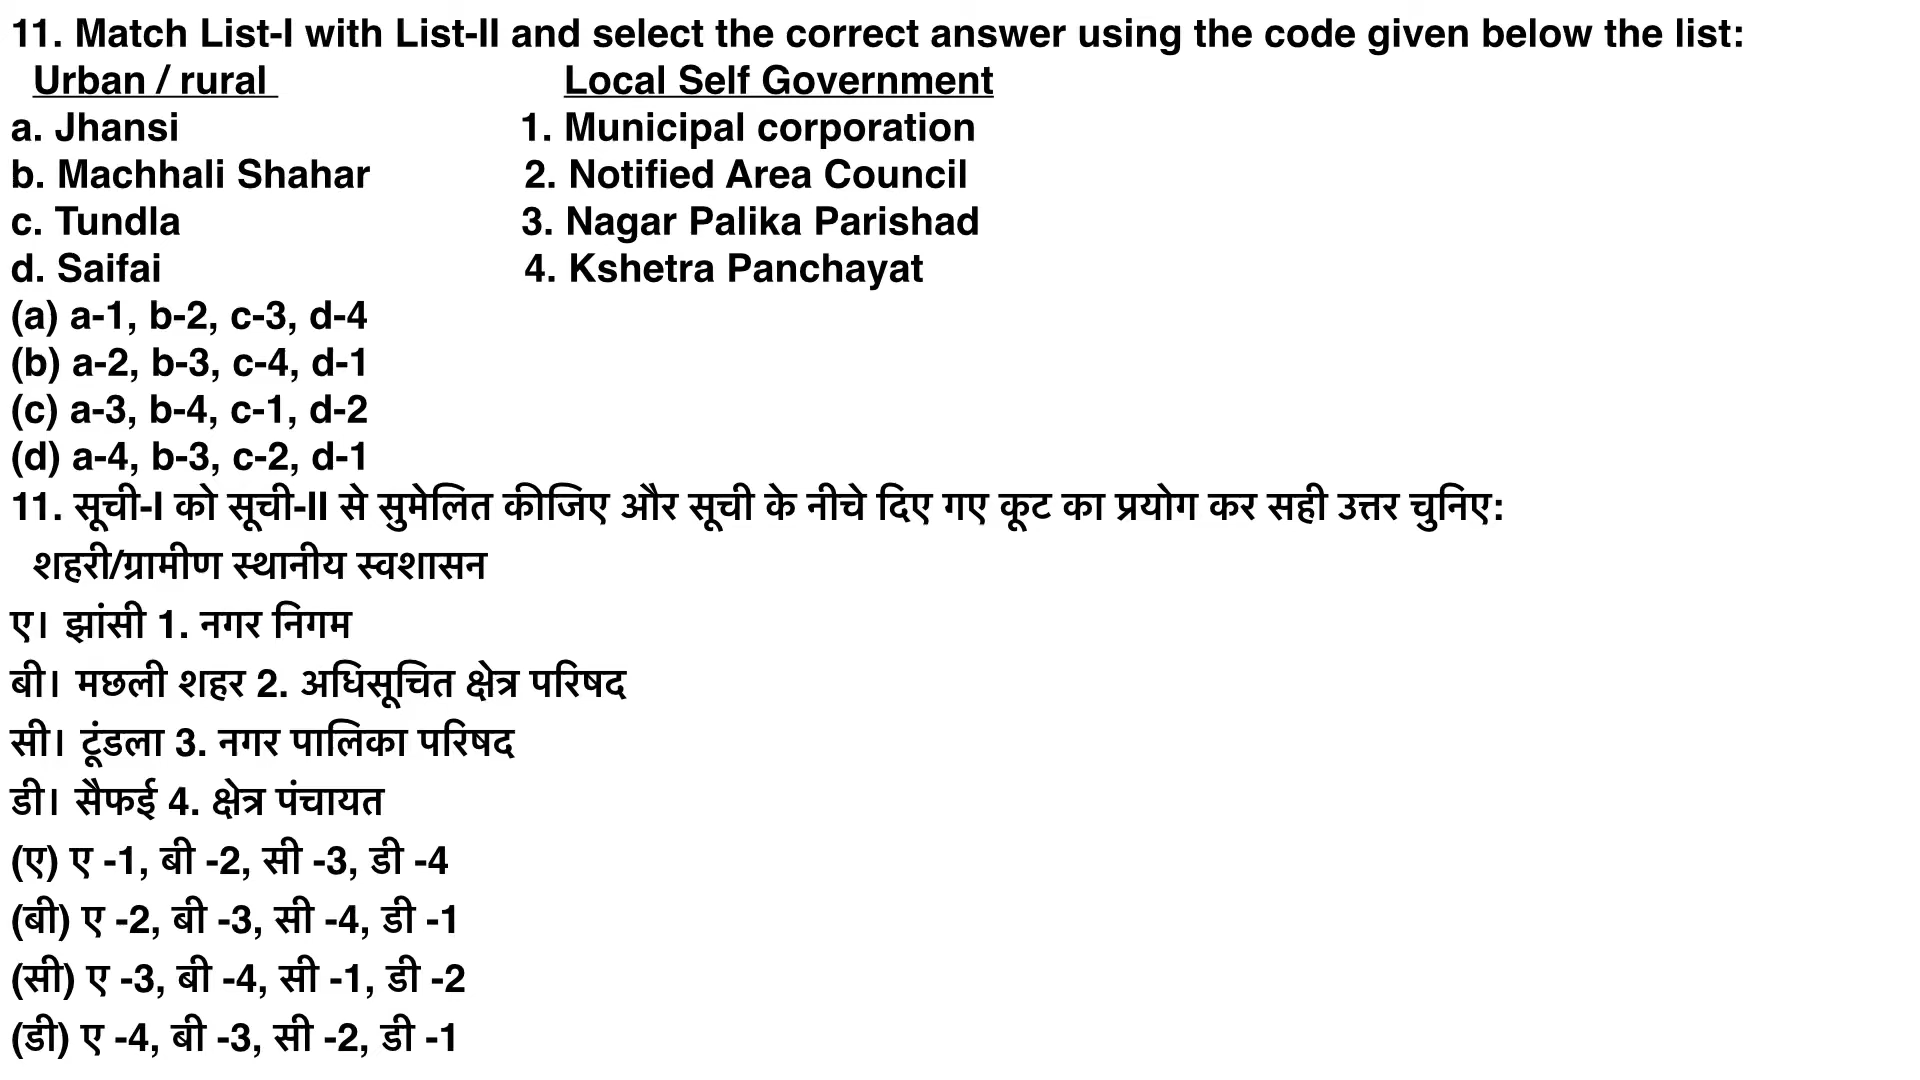 11. Match List-I with List-II and select the correct answer using the code given below the list:
Urban / rural Local Self Government
a. Jhansi 1. Municipal corporation
b. Machhali Shahar 2. Notified Area Council
c. Tundla 3. Nagar Palika Parishad
d. Saifai 4. Kshetra Panchayat
(a) a-1, b-2, c-3, d-4
(b) a-2, b-3, c-4, d-1
(c) a-3, b-4, c-1, d-2
(d) a-4, b-3, c-2, d-1
11. सूची-I को सूची-II से सुमेलित कीजिए और सूची के नीचे दिए गए कूट का प्रयोग कर सही उत्तर चुनिए:
शहरी/ग्रामीण स्थानीय स्वशासन
ए। झांसी 1. नगर निगम
बी। मछली शहर 2. अधिसूचित क्षेत्र परिषद
सी। टूंडला 3. नगर पालिका परिषद
डी। सैफई 4. क्षेत्र पंचायत
(ए) ए -1, बी -2, सी -3, डी -4
(बी) ए -2, बी -3, सी -4, डी -1
(सी) ए -3, बी -4, सी -1, डी -2
(डी) ए -4, बी -3, सी -2, डी -1